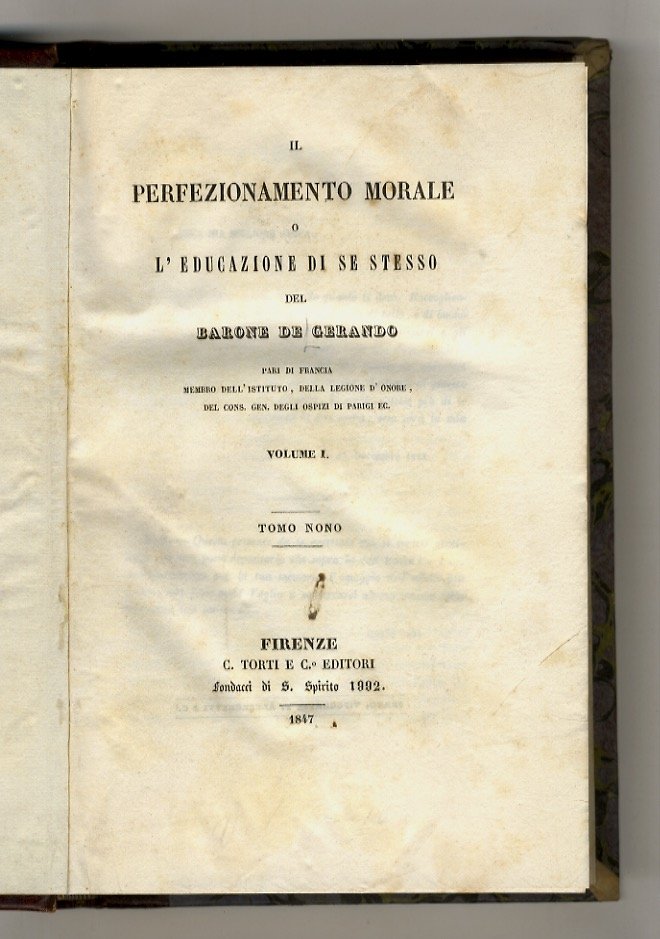 IL
PERFEZIONAMENTO MORALE
O
L' EDUCAZIONE DI SE STESSO
DEL
BARONE DE GERANDO
PARI DI FRANCIA
MEMBRO DELL' ISTITUTO, DELLA LEGIONE D' ONORE,
DEL CONS. GEN. DEGLI OSPIZI DI PARIGI EC.
VOLUME I.
TOMO NONO
FIRENZE
C. TORTI E C.º EDITORI
Fondacci di S. Spirito 1992.
1847